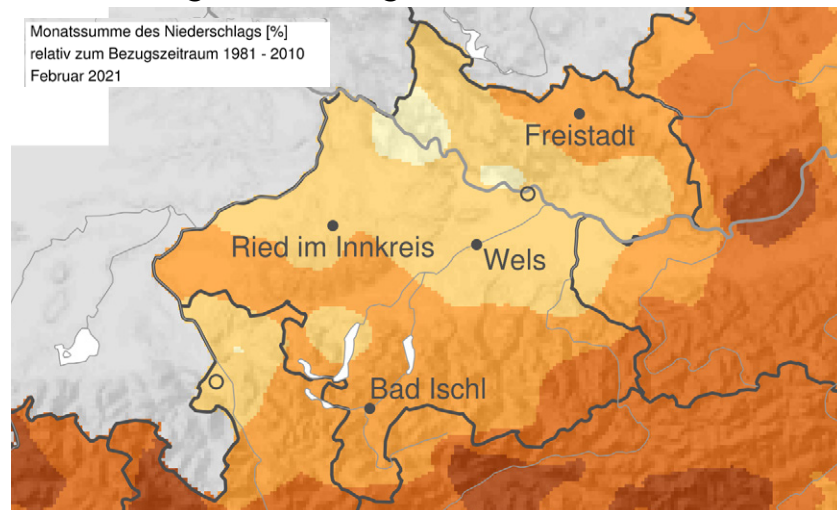 Monatssumme des Niederschlags [%]
relativ zum Bezugszeitraum 1981 - 2010
Februar 2021
Freistadt
Ried im Innkreis
Wels
Bad Ischl